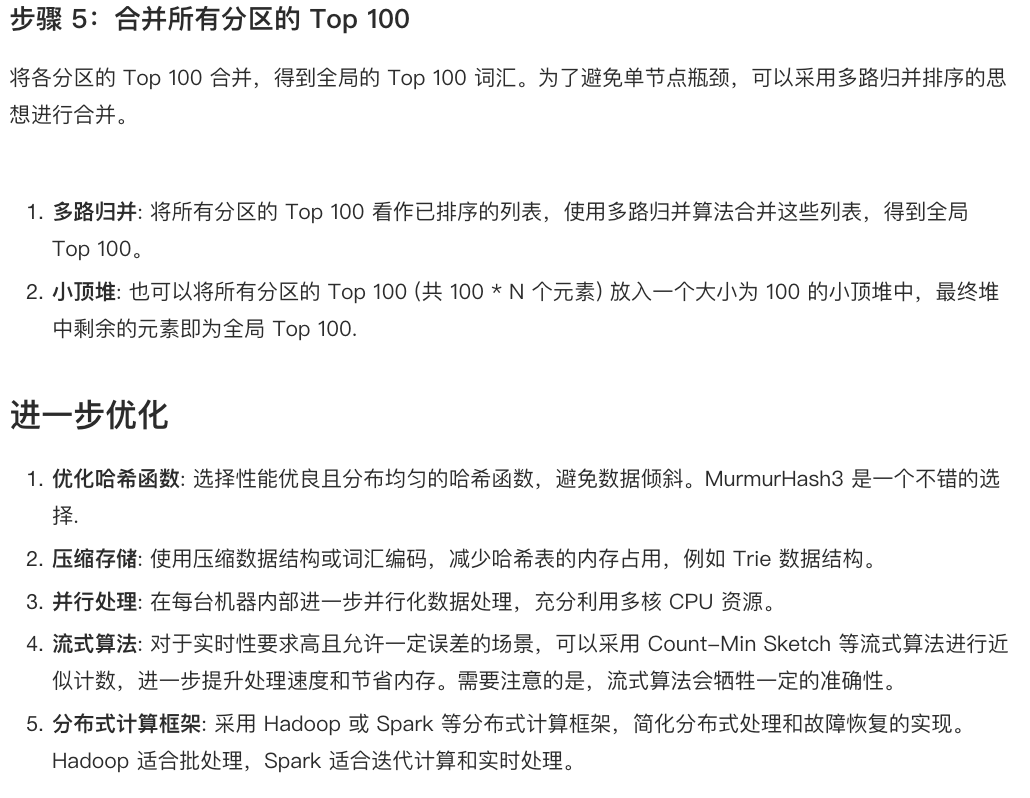 步骤 5：合并所有分区的 Top 100
将各分区的 Top 100 合并，得到全局的 Top 100 词汇。为了避免单节点瓶颈，可以采用多路归并排序的思
想进行合并。
1. 多路归并: 将所有分区的 Top 100 看作已排序的列表，使用多路归并算法合并这些列表，得到全局
Top 100。
2. 小顶堆: 也可以将所有分区的 Top 100 (共 100 * N 个元素) 放入一个大小为 100 的小顶堆中，最终堆
中剩余的元素即为全局 Top 100.
进一步优化
1. 优化哈希函数: 选择性能优良且分布均匀的哈希函数，避免数据倾斜。MurmurHash3 是一个不错的选
择.
2. 压缩存储: 使用压缩数据结构或词汇编码，减少哈希表的内存占用，例如 Trie 数据结构。
3. 并行处理: 在每台机器内部进一步并行化数据处理，充分利用多核 CPU 资源。
4. 流式算法: 对于实时性要求高且允许一定误差的场景，可以采用 Count-Min Sketch 等流式算法进行近
似计数，进一步提升处理速度和节省内存。需要注意的是，流式算法会牺牲一定的准确性。
5. 分布式计算框架: 采用 Hadoop 或 Spark 等分布式计算框架，简化分布式处理和故障恢复的实现。
Hadoop 适合批处理，Spark 适合迭代计算和实时处理。